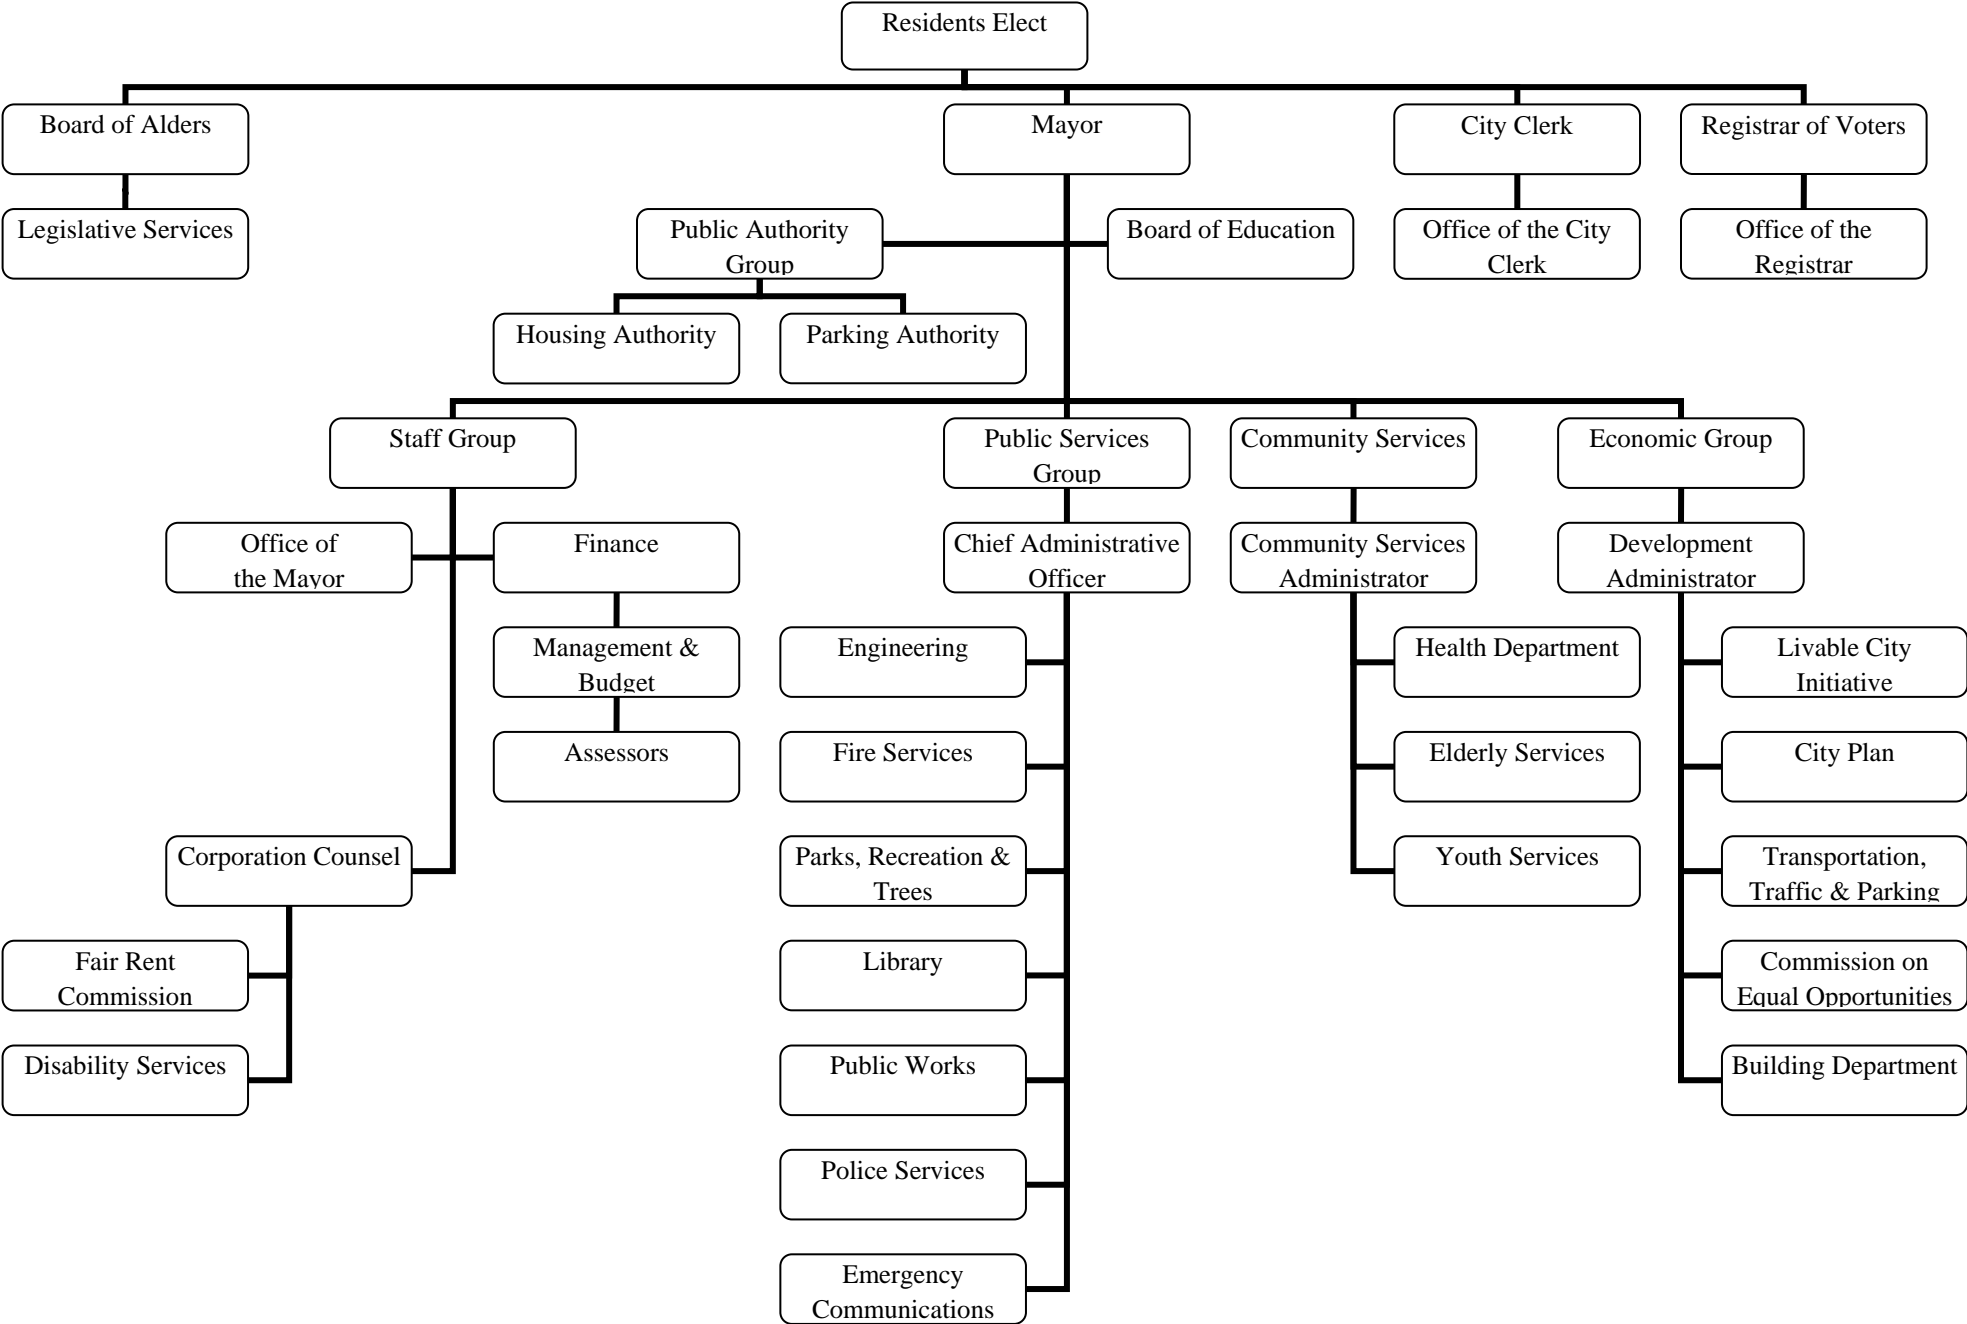 Residents Elect
Board of Alders
Mayor
City Clerk
Registrar of Voters
Legislative Services
Public Authority
Group
Board of Education
Office of the City
Clerk
Office of the
Registrar
Housing Authority
Parking Authority
Staff Group
Public Services
Group
Community Services
Economic Group
Office of
the Mayor
Finance
Chief Administrative
Officer
Community Services
Administrator
Development
Administrator
Management &
Budget
Engineering
Health Department
Livable City
Initiative
Assessors
Fire Services
Elderly Services
City Plan
Corporation Counsel
Parks, Recreation &
Trees
Youth Services
Transportation,
Traffic & Parking
Fair Rent
Commission
Library
Commission on
Equal Opportunities
Disability Services
Public Works
Building Department
Police Services
Emergency
Communications